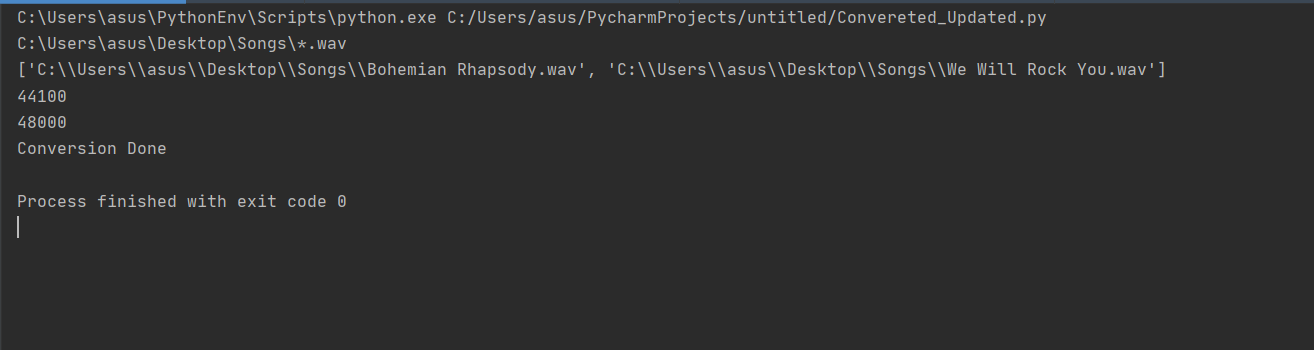 C:\Users\asus\PythonEnv\Scripts\python.exe C:/Users/asus/PycharmProjects/untitled/Convereted_Updated.py
C:\Users\asus\Desktop\Songs\*.wav
['C:\\Users\\asus\\Desktop\\Songs\\Bohemian Rhapsody.wav', 'C:\\Users\\asus\\Desktop\\Songs\\We Will Rock You.wav']
44100
48000
Conversion Done
Process finished with exit code 0